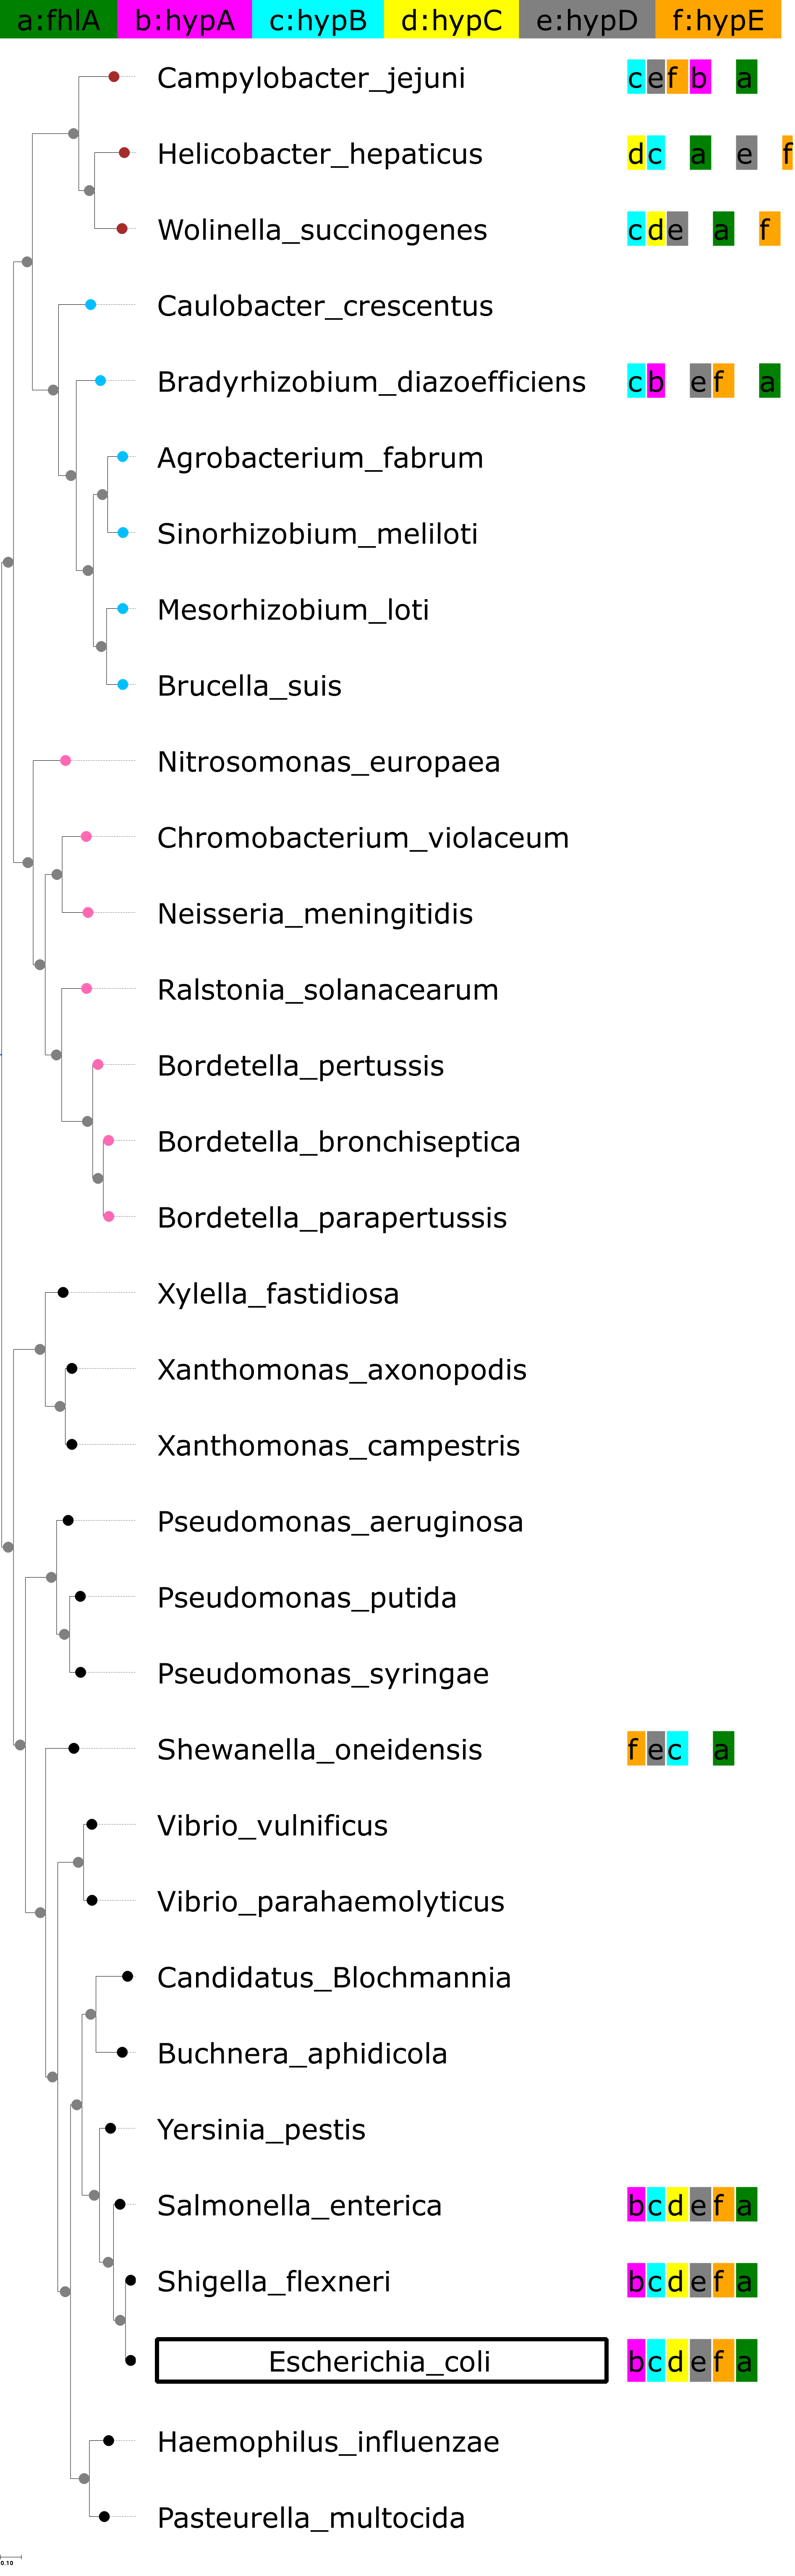 a:fhlA b:hypA c:hypB d:hypC e:hypD f:hypE
Campylobacter_jejuni c e f b a
Helicobacter_hepaticus d c a e f
Wolinella_succinogenes c d e a f
Caulobacter_crescentus
Bradyrhizobium_diazoefficiens c b e f a
Agrobacterium_fabrum
Sinorhizobium_meliloti
Mesorhizobium_loti
Brucella_suis
Nitrosomonas_europaea
Chromobacterium_violaceum
Neisseria_meningitidis
Ralstonia_solanacearum
Bordetella_pertussis
Bordetella_bronchiseptica
Bordetella_parapertussis
Xylella_fastidiosa
Xanthomonas_axonopodis
Xanthomonas_campestris
Pseudomonas_aeruginosa
Pseudomonas_putida
Pseudomonas_syringae
Shewanella_oneidensis f e c a
Vibrio_vulnificus
Vibrio_parahaemolyticus
Candidatus_Blochmannia
Buchnera_aphidicola
Yersinia_pestis
Salmonella_enterica b c d e f a
Shigella_flexneri b c d e f a
Escherichia_coli b c d e f a
Haemophilus_influenzae
Pasteurella_multocida
0.10